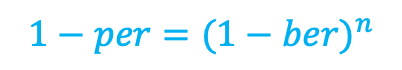 1 − per = (1 − ber)ⁿ